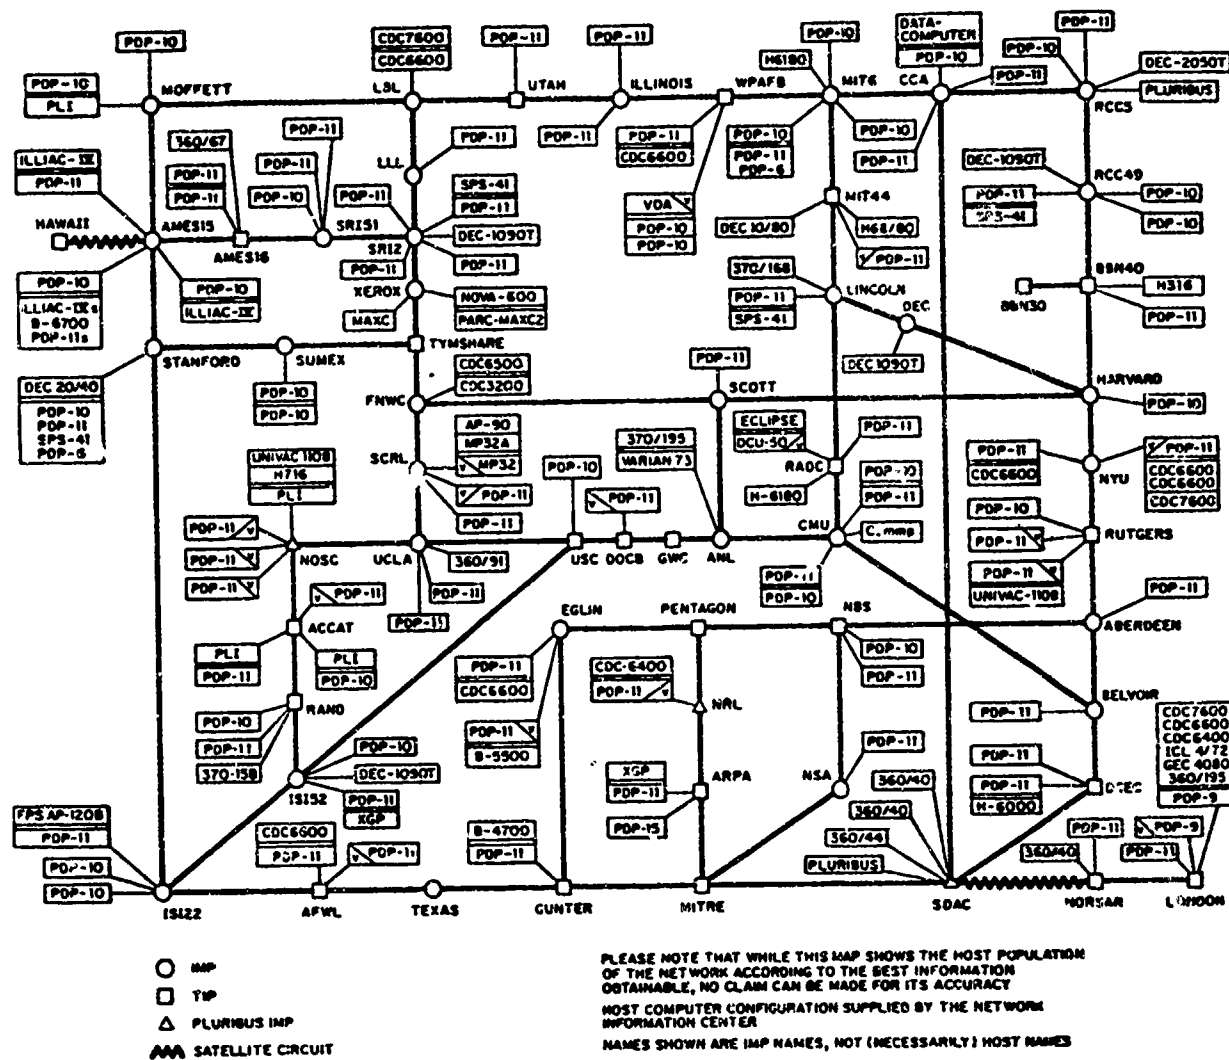 PDP-10
CDC7600
CDC6600
PDP-11
PDP-11
PDP-10
DATA-
COMPUTER
PDP-10
PDP-11
PDP-10
DEC-2050T
PLURIBUS
PDP-10
PLI
MOFFETT
LBL
UTAH
ILLINOIS
WPAFB
H6180
MIT6
CCA
PDP-11
RCC5
PDP-11
PDP-11
CDC6600
PDP-10
PDP-11
PDP-6
PDP-10
PDP-11
ILLIAC-IV
PDP-11
360/67
PDP-11
PDP-11
PDP-11
PDP-11
PDP-10
LLL
PDP-11
PDP-11
SPS-41
PDP-11
DEC-1090T
PDP-11
VDA
PDP-10
PDP-10
MIT44
DEC 10/80
H68/80
PDP-11
DEC-1090T
PDP-11
SPS-41
RCC49
PDP-10
PDP-10
HAWAII
AMES15
AMES16
SRI51
SRI2
PDP-11
XEROX
MAXC
NOVA-800
PARC-MAXC2
370/168
PDP-11
SPS-41
LINCOLN
DEC
DEC 1090T
BBN30
BBN40
H316
PDP-11
PDP-10
ILLIAC-IVs
B-6700
PDP-11s
PDP-10
ILLIAC-IV
STANFORD
SUMEX
TYMSHARE
DEC 20/40
PDP-10
PDP-11
SPS-41
PDP-6
PDP-10
PDP-10
CDC6500
CDC3200
FNWC
PDP-11
SCOTT
HARVARD
PDP-10
UNIVAC 1108
H716
PLI
SCRL
AP-90
MP32A
MP32
PDP-11
PDP-11
PDP-10
PDP-11
370/195
VARIAN 73
ECLIPSE
DCU-50
RADC
PDP-11
H-6180
PDP-10
PDP-11
C.mmp
CMU
PDP-11
PDP-10
PDP-11
CDC6600
NYU
PDP-11
CDC6600
CDC6600
CDC7600
PDP-10
PDP-11
PDP-11
UNIVAC-1108
RUTGERS
PDP-11
PDP-11
PDP-11
NOSC
UCLA
360/91
PDP-11
PDP-11
USC
DOCB
GWC
ANL
PDP-11
ACCAT
PLI
PDP-11
PLI
PDP-10
EGLIN
PENTAGON
NBS
PDP-11
ABERDEEN
PDP-11
CDC6600
CDC-6400
PDP-11
NRL
PDP-10
PDP-11
RAND
PDP-10
PDP-11
370-158
PDP-11
B-5500
BELVOIR
PDP-11
CDC7600
CDC6600
CDC6400
ICL 4/72
GEC 4080
360/195
PDP-9
PDP-10
DEC-1090T
PDP-11
XGP
ISI52
XGP
PDP-11
PDP-15
ARPA
NSA
PDP-11
PDP-11
PDP-11
H-6000
DCEC
FPS AP-120B
PDP-11
PDP-10
PDP-10
ISI22
CDC6600
PDP-11
PDP-11
AFWL
TEXAS
B-4700
PDP-11
GUNTER
MITRE
360/40
360/40
360/44
PLURIBUS
SDAC
360/40
PDP-11
NORSAR
PDP-9
PDP-11
LONDON
IMP
TIP
PLURIBUS IMP
SATELLITE CIRCUIT
PLEASE NOTE THAT WHILE THIS MAP SHOWS THE HOST POPULATION
OF THE NETWORK ACCORDING TO THE BEST INFORMATION
OBTAINABLE, NO CLAIM CAN BE MADE FOR ITS ACCURACY
HOST COMPUTER CONFIGURATION SUPPLIED BY THE NETWORK
INFORMATION CENTER
NAMES SHOWN ARE IMP NAMES, NOT (NECESSARILY) HOST NAMES